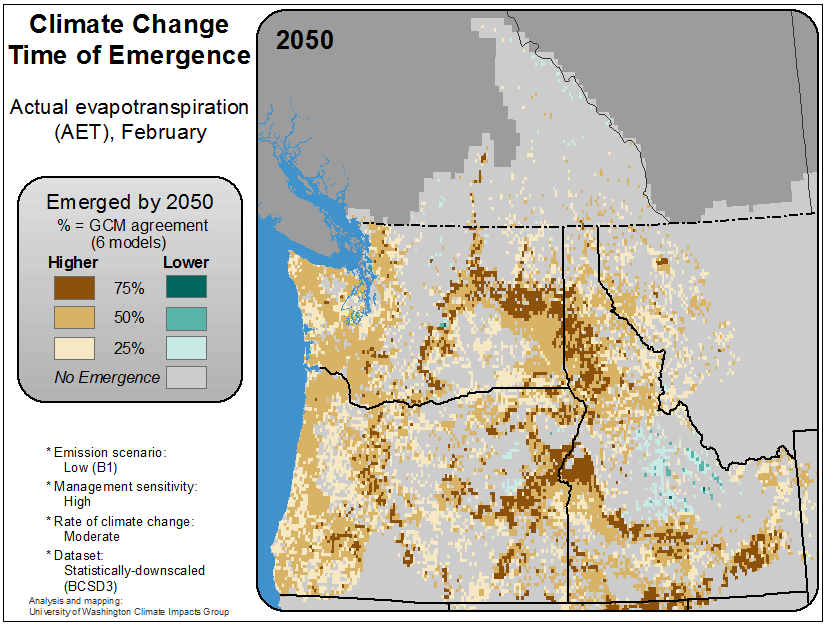 Climate Change
Time of Emergence
Actual evapotranspiration
(AET), February
2050
Emerged by 2050
% = GCM agreement
(6 models)
Higher Lower
75%
50%
25%
No Emergence
* Emission scenario:
Low (B1)
* Management sensitivity:
High
* Rate of climate change:
Moderate
* Dataset:
Statistically-downscaled
(BCSD3)
Analysis and mapping:
University of Washington Climate Impacts Group